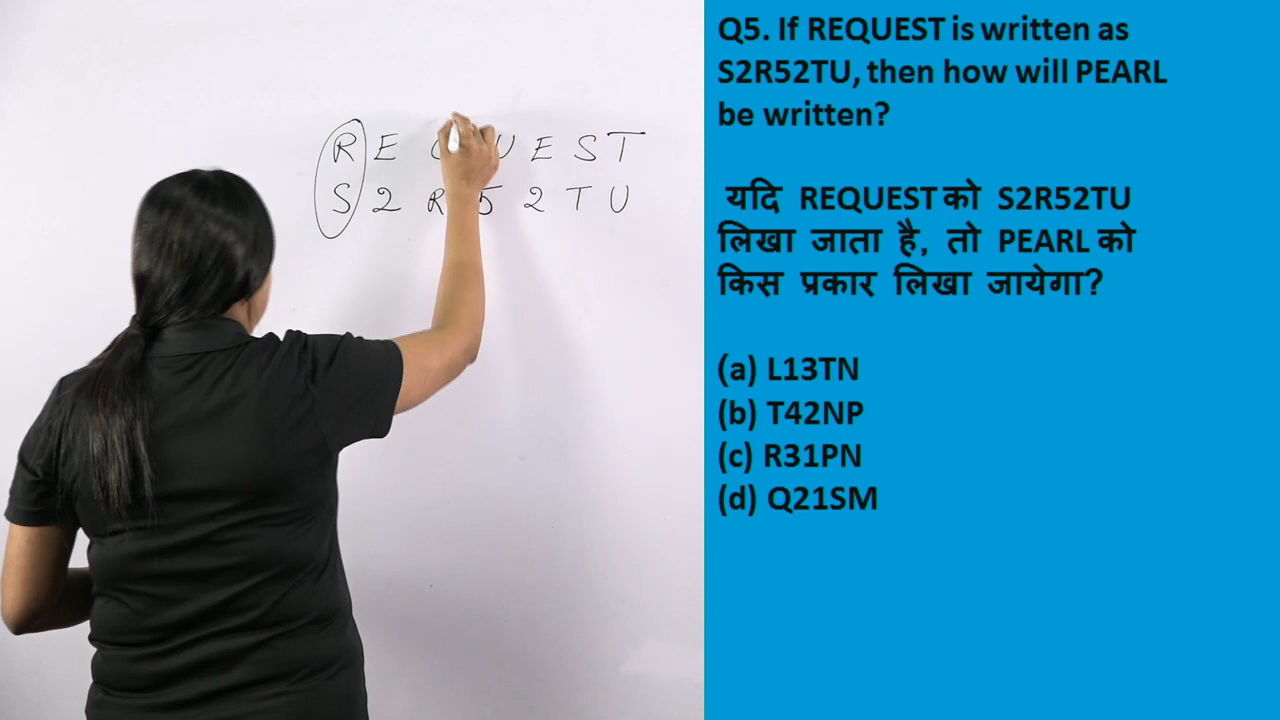 R E U E S T
S 2 R 5 2 T U
Q5. If REQUEST is written as
S2R52TU, then how will PEARL
be written?
यदि REQUEST को S2R52TU
लिखा जाता है, तो PEARL को
किस प्रकार लिखा जायेगा?
(a) L13TN
(b) T42NP
(c) R31PN
(d) Q21SM